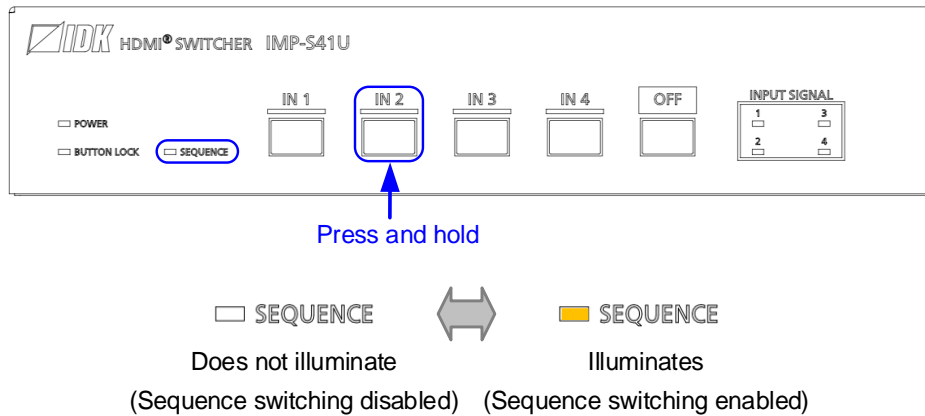 IDK HDMI® SWITCHER IMP-S41U
IN 1 IN 2 IN 3 IN 4 OFF INPUT SIGNAL
1 3
POWER
2 4
BUTTON LOCK SEQUENCE
Press and hold
SEQUENCE SEQUENCE
Does not illuminate Illuminates
(Sequence switching disabled) (Sequence switching enabled)